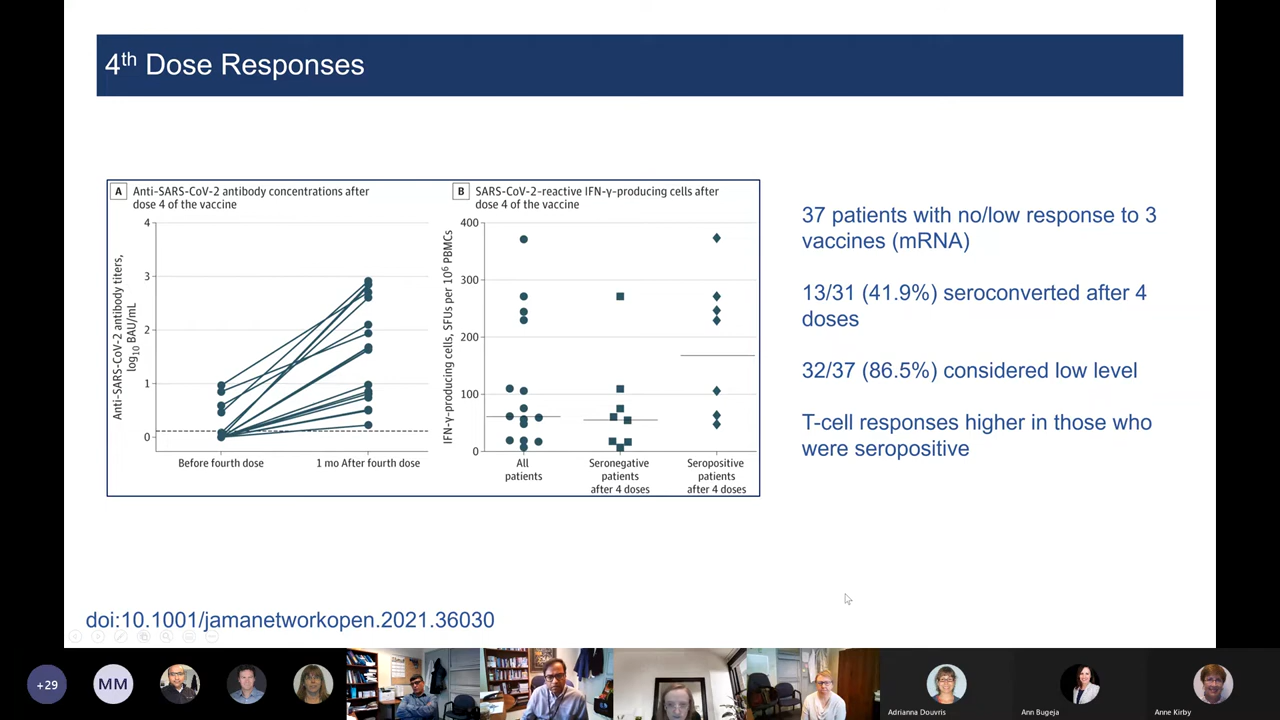 4th Dose Responses
A Anti-SARS-CoV-2 antibody concentrations after
dose 4 of the vaccine
Anti-SARS-CoV-2 antibody titers,
log10 BAU/mL
4
3
2
1
0
Before fourth dose
1 mo After fourth dose
B SARS-CoV-2-reactive IFN-γ-producing cells after
dose 4 of the vaccine
IFN-γ-producing cells, SFUs per 10^6 PBMCs
400
300
200
100
0
All
patients
Seronegative
patients
after 4 doses
Seropositive
patients
after 4 doses
37 patients with no/low response to 3
vaccines (mRNA)
13/31 (41.9%) seroconverted after 4
doses
32/37 (86.5%) considered low level
T-cell responses higher in those who
were seropositive
doi:10.1001/jamanetworkopen.2021.36030
+29
MM
Adrianna Douvris
Ann Bugeja
Anne Kirby